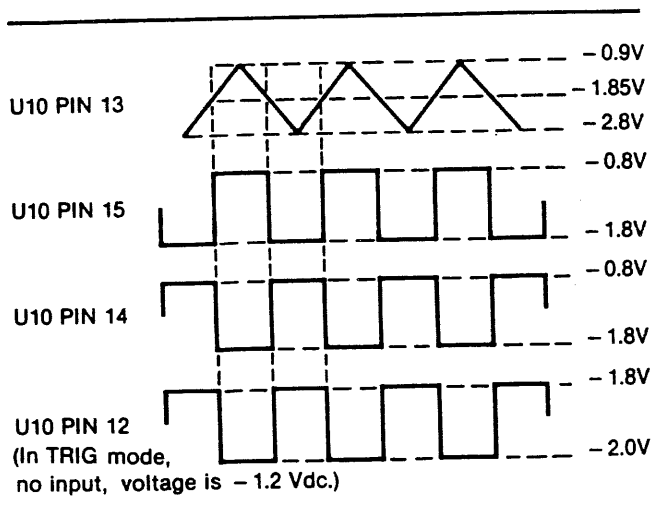 – 0.9V
U10 PIN 13
– 1.85V
– 2.8V
– 0.8V
U10 PIN 15
– 1.8V
– 0.8V
U10 PIN 14
– 1.8V
– 1.8V
U10 PIN 12
(In TRIG mode,
– 2.0V
no input, voltage is – 1.2 Vdc.)